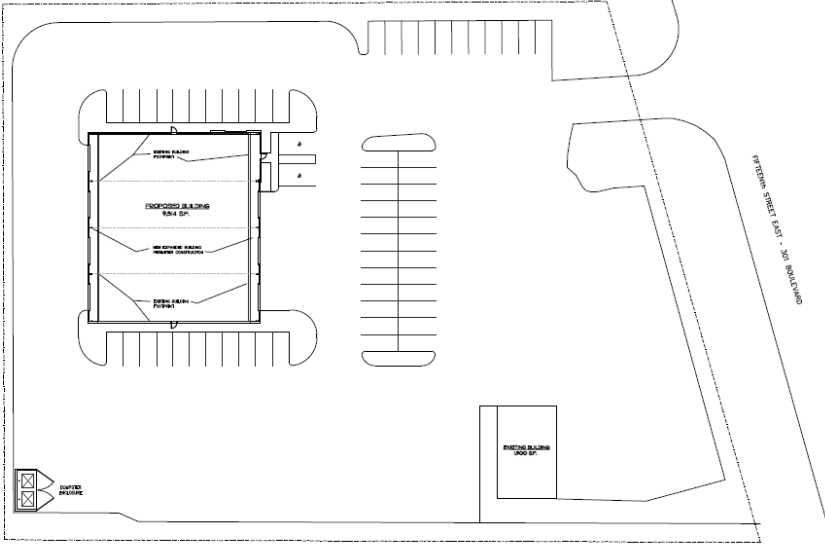 EXISTING BUILDING
FOOTPRINT
PROPOSED BUILDING
9,514 S.F.
NEW EXPANDED BUILDING
PERIMETER CONSTRUCTION
EXISTING BUILDING
FOOTPRINT
EXISTING BUILDING
1,900 S.F.
DUMPSTER
ENCLOSURE
FIFTEENth STREET EAST - 301 BOULEVARD